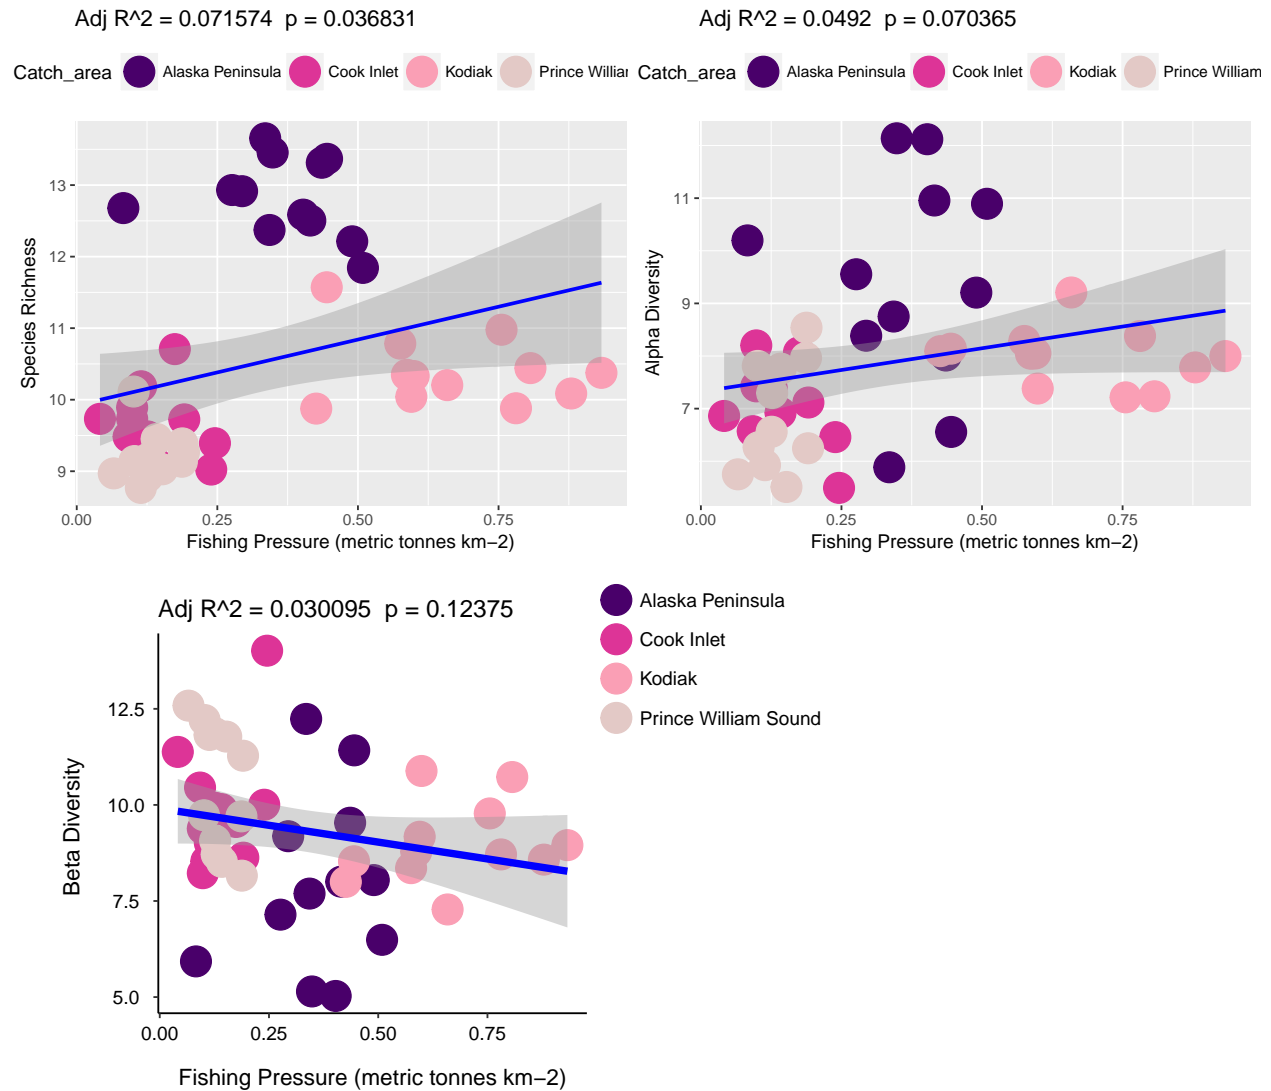 Adj R^2 = 0.071574  p = 0.036831
Catch_area Alaska Peninsula Cook Inlet Kodiak Prince Willia
13
12
11
10
9
Species Richness
0.00 0.25 0.50 0.75
Fishing Pressure (metric tonnes km−2)
Adj R^2 = 0.0492  p = 0.070365
Catch_area Alaska Peninsula Cook Inlet Kodiak Prince William
11
9
7
Alpha Diversity
0.00 0.25 0.50 0.75
Fishing Pressure (metric tonnes km−2)
Adj R^2 = 0.030095  p = 0.12375
12.5
10.0
7.5
5.0
Beta Diversity
0.00 0.25 0.50 0.75
Fishing Pressure (metric tonnes km−2)
Alaska Peninsula
Cook Inlet
Kodiak
Prince William Sound